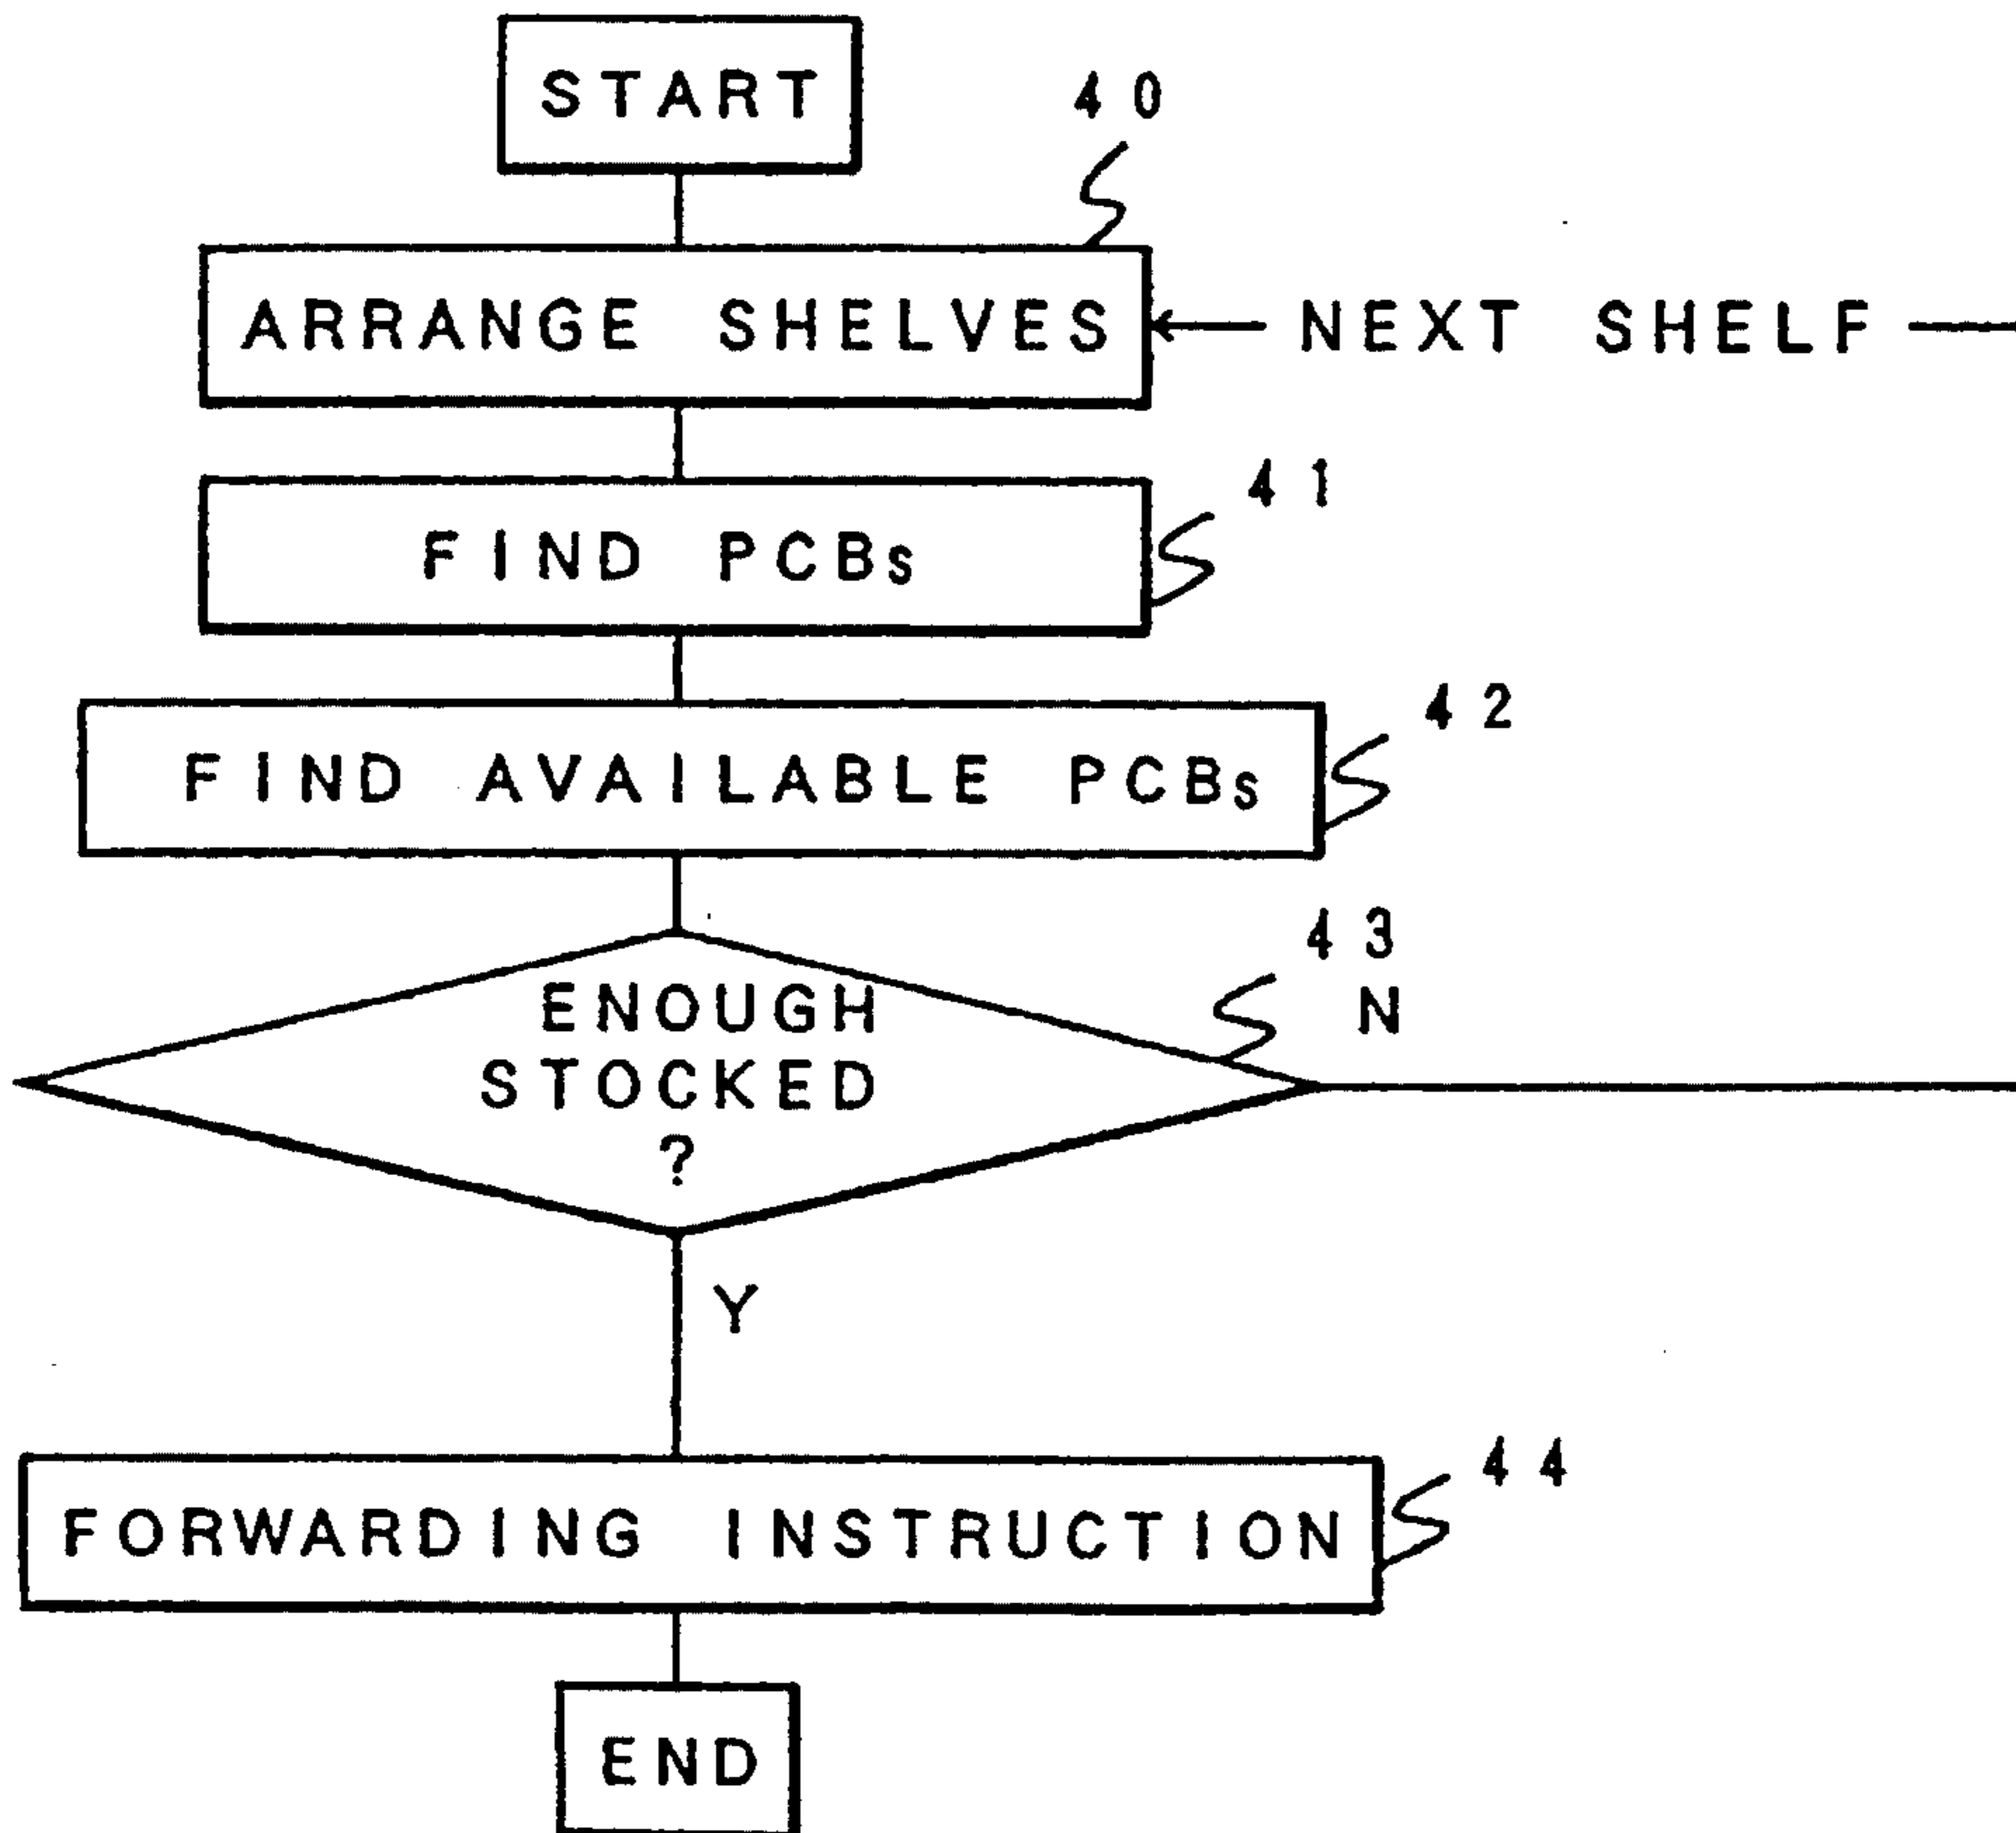 START
40
ARRANGE SHELVES
NEXT SHELF
41
FIND PCBs
42
FIND AVAILABLE PCBs
43
N
ENOUGH
STOCKED
?
Y
44
FORWARDING INSTRUCTION
END